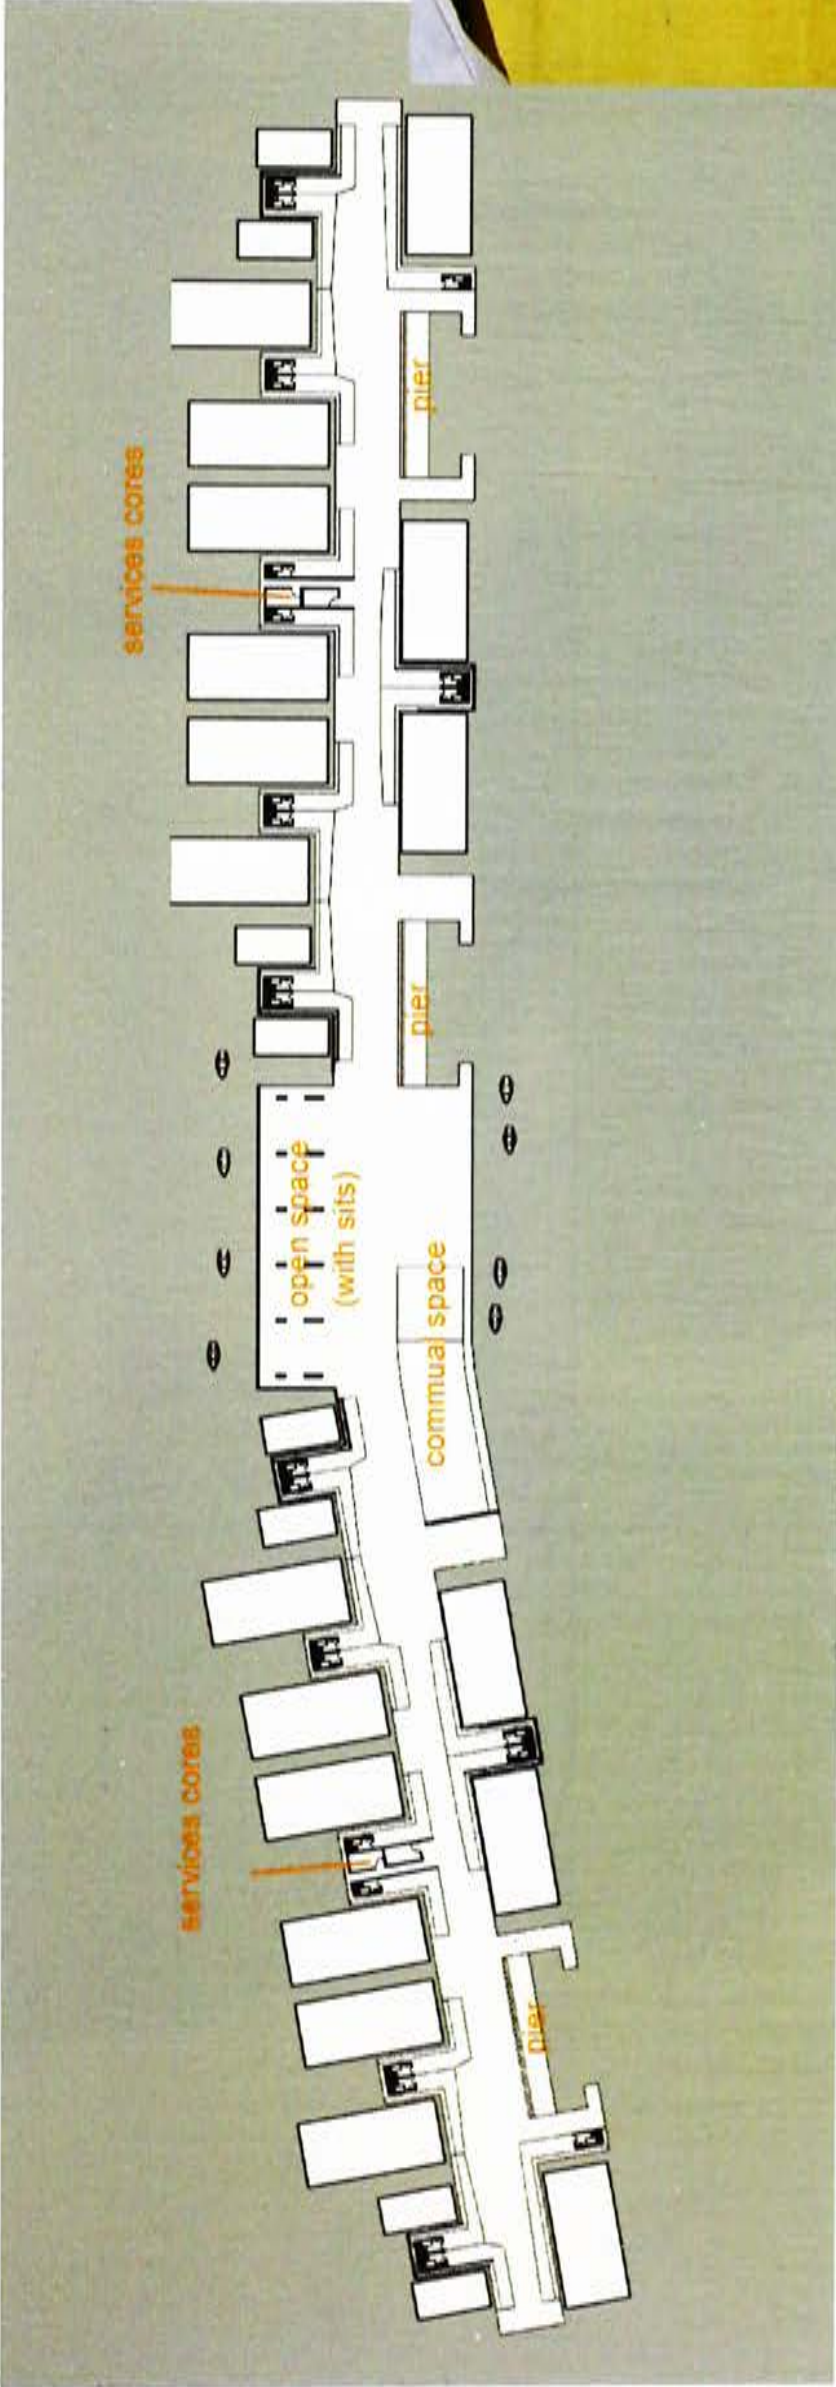 services cores
pier
pier
open space
(with sits)
commual space
services cores
pier